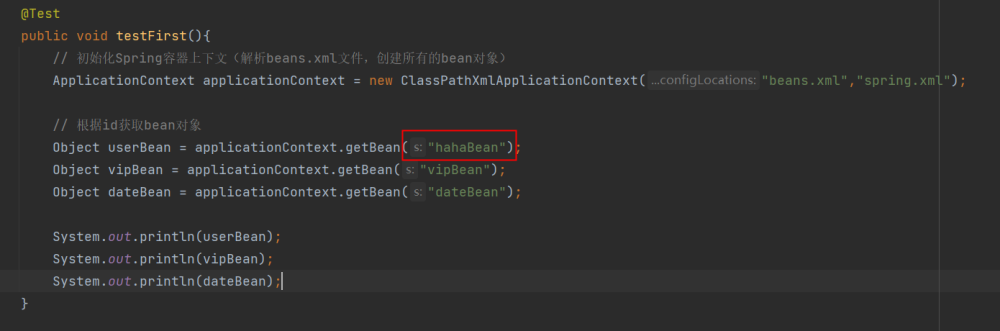 @Test
public void testFirst(){
// 初始化Spring容器上下文（解析beans.xml文件，创建所有的bean对象）
ApplicationContext applicationContext = new ClassPathXmlApplicationContext( ...configLocations: "beans.xml","spring.xml");
// 根据id获取bean对象
Object userBean = applicationContext.getBean( s: "hahaBean");
Object vipBean = applicationContext.getBean( s: "vipBean");
Object dateBean = applicationContext.getBean( s: "dateBean");
System.out.println(userBean);
System.out.println(vipBean);
System.out.println(dateBean);
}